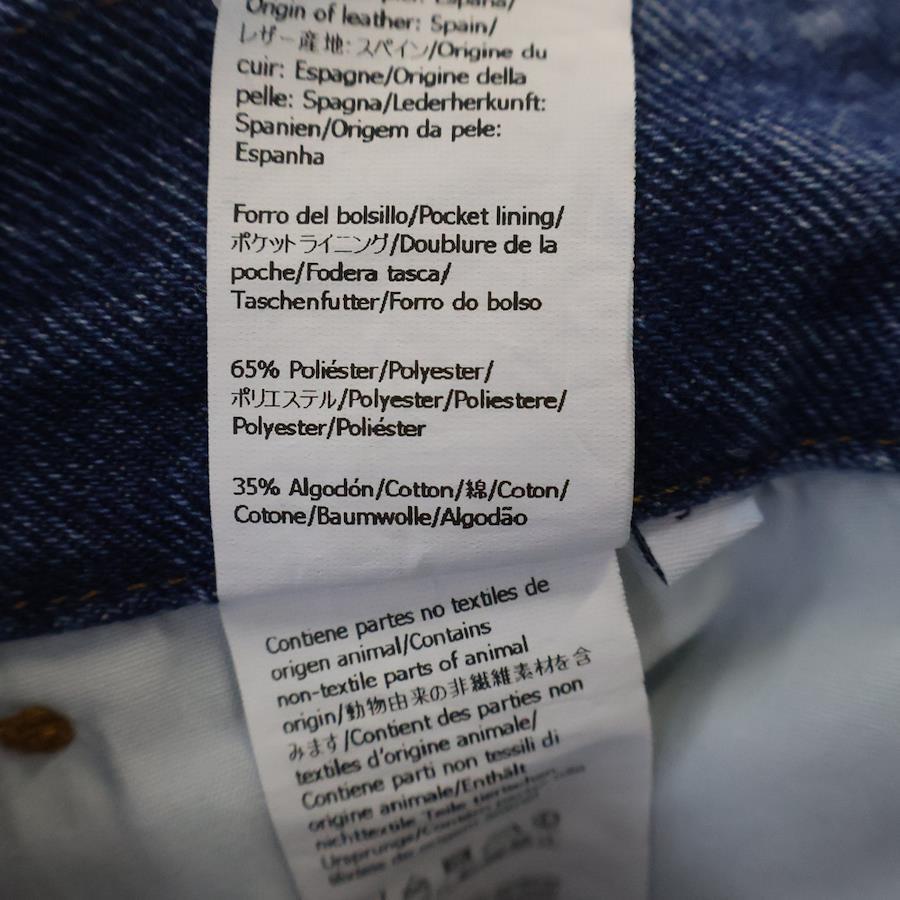 España/
Origin of leather: Spain/
レザー産地: スペイン/Origine du
cuir: Espagne/Origine della
pelle: Spagna/Lederherkunft:
Spanien/Origem da pele:
Espanha
Forro del bolsillo/Pocket lining/
ポケットライニング/Doublure de la
poche/Fodera tasca/
Taschenfutter/Forro do bolso
65% Poliéster/Polyester/
ポリエステル/Polyester/Poliestere/
Polyester/Poliéster
35% Algodón/Cotton/綿/Coton/
Cotone/Baumwolle/Algodão
Contiene partes no textiles de
origen animal/Contains
non-textile parts of animal
origin/動物由来の非繊維素材を含
みます/Contient des parties non
textiles d'origine animale/
Contiene parti non tessili di
origine animale/Enthält
nichttextile Teile tierischen
Ursprungs/